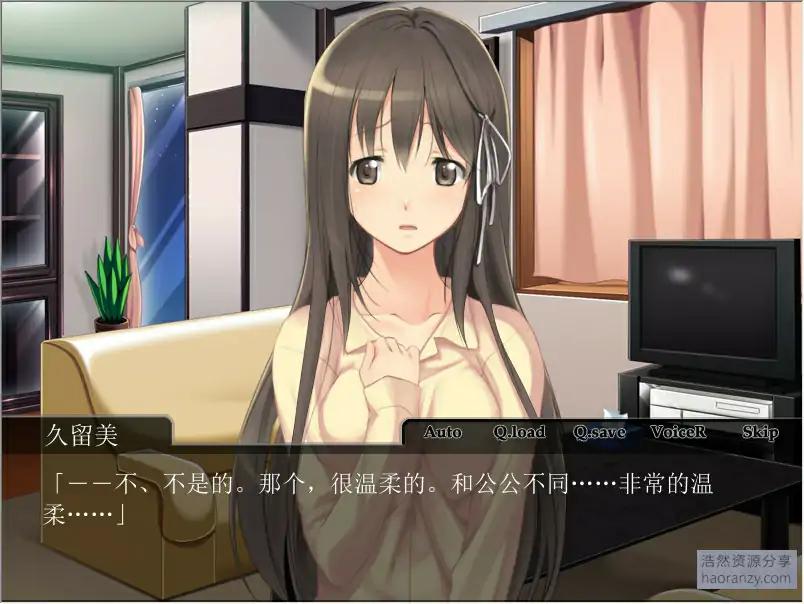 久留美
Auto Q.load Q.save VoiceR Skip
「－－不、不是的。那个，很温柔的。和公公不同……非常的温
柔……」
浩然资源分享
haoranzy.com